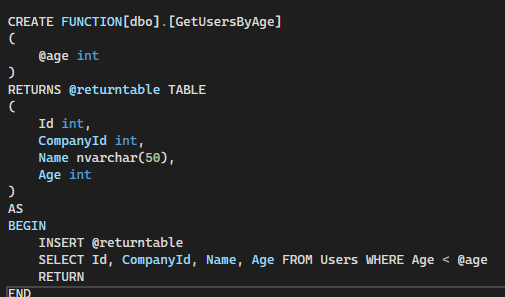 CREATE FUNCTION[dbo].[GetUsersByAge]
(
    @age int
)
RETURNS @returntable TABLE
(
    Id int,
    CompanyId int,
    Name nvarchar(50),
    Age int
)
AS
BEGIN
    INSERT @returntable
    SELECT Id, CompanyId, Name, Age FROM Users WHERE Age < @age
    RETURN
END